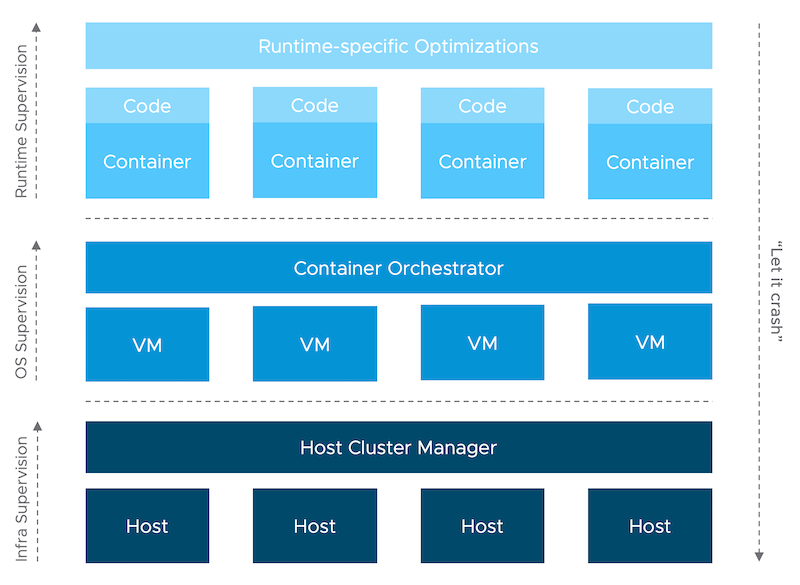 Runtime Supervision
Runtime-specific Optimizations
Code
Code
Code
Code
Container
Container
Container
Container
OS Supervision
Container Orchestrator
VM
VM
VM
VM
Infra Supervision
Host Cluster Manager
Host
Host
Host
Host
“Let it crash”